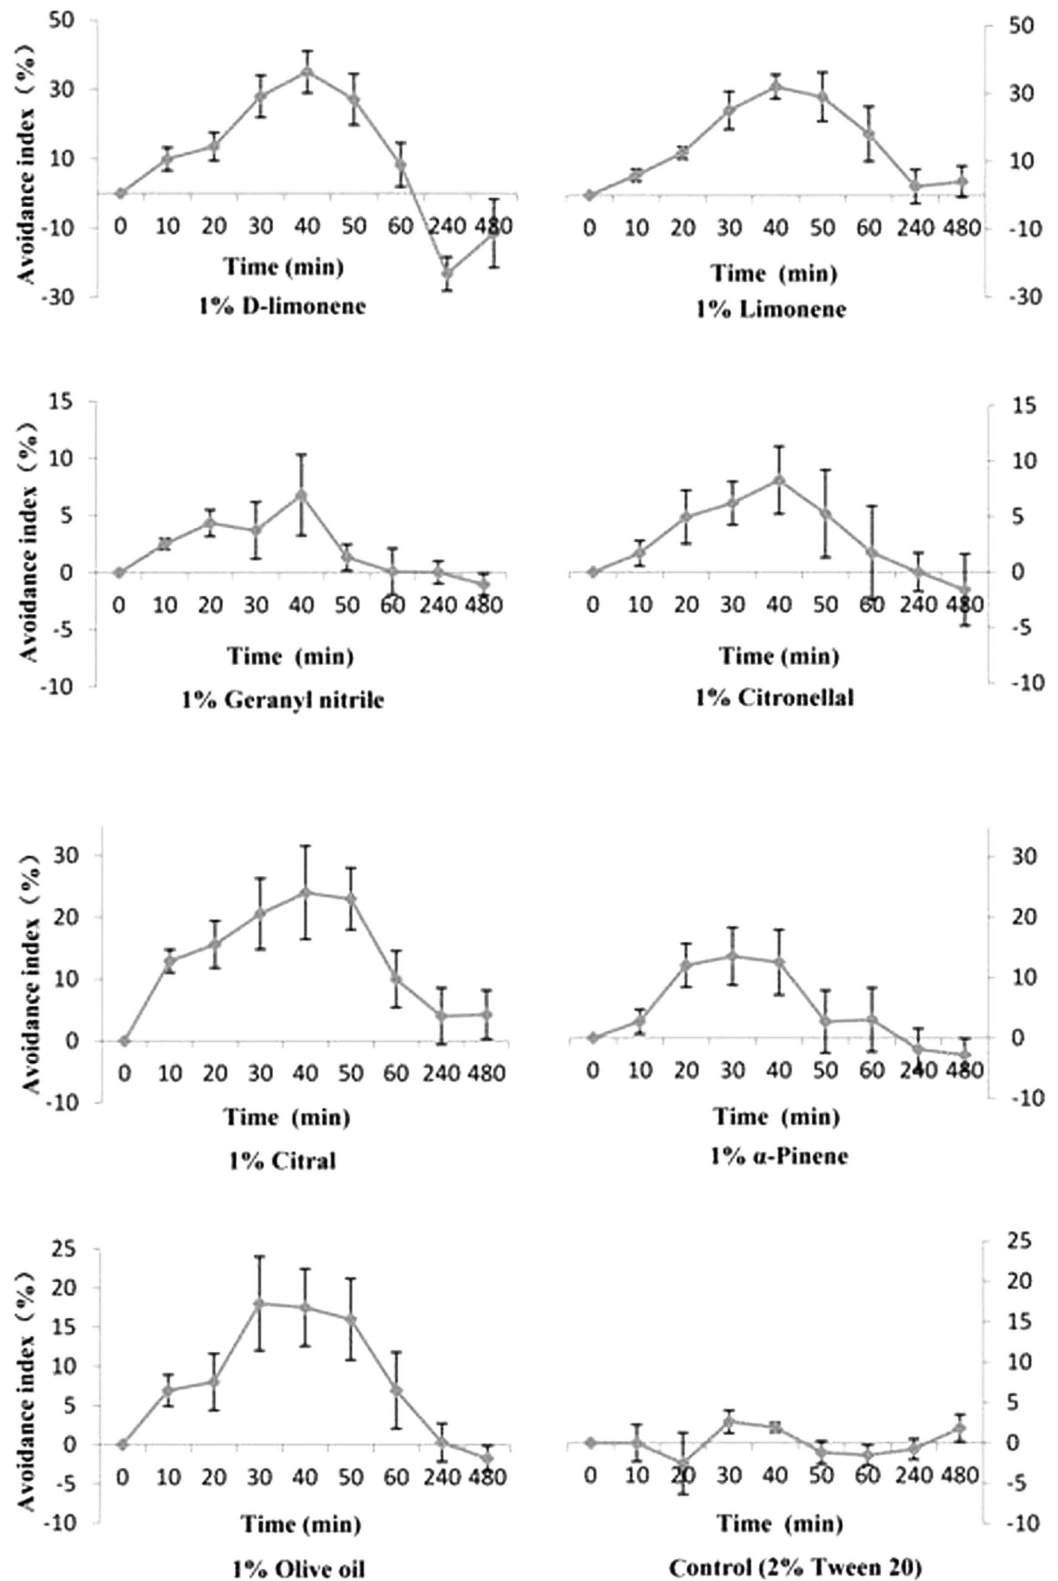 50
30
10
-10
-30
Avoidance index (%)
0 10 20 30 40 50 60 240 480
Time (min)
1% D-limonene
50
30
10
-10
-30
0 10 20 30 40 50 60 240 480
Time (min)
1% Limonene
15
10
5
0
-5
-10
Avoidance index (%)
0 10 20 30 40 50 60 240 480
Time (min)
1% Geranyl nitrile
15
10
5
0
-5
-10
0 10 20 30 40 50 60 240 480
Time (min)
1% Citronellal
30
20
10
0
-10
Avoidance index (%)
0 10 20 30 40 50 60 240 480
Time (min)
1% Citral
30
20
10
0
-10
0 10 20 30 40 50 60 240 480
Time (min)
1% α-Pinene
25
20
15
10
5
0
-5
-10
Avoidance index (%)
0 10 20 30 40 50 60 240 480
Time (min)
1% Olive oil
25
20
15
10
5
0
-5
-10
0 10 20 30 40 50 60 240 480
Time (min)
Control (2% Tween 20)